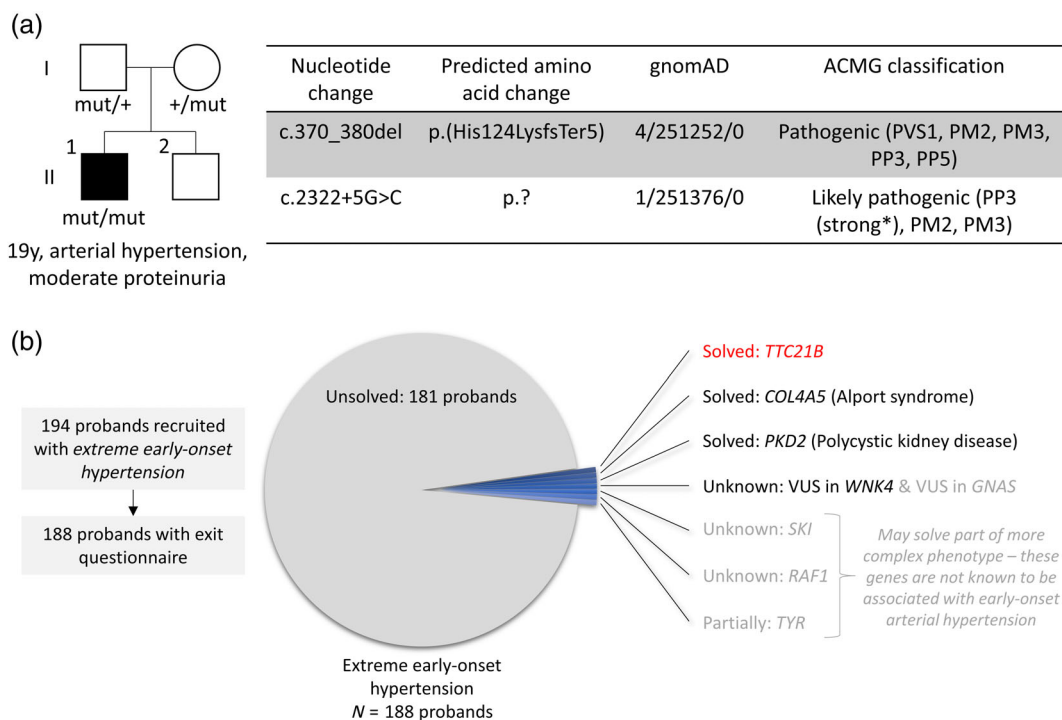 (a)
I
mut/+ +/mut
1 2
II
mut/mut
19y, arterial hypertension,
moderate proteinuria
Nucleotide change Predicted amino acid change gnomAD ACMG classification
c.370_380del p.(His124LysfsTer5) 4/251252/0 Pathogenic (PVS1, PM2, PM3,
PP3, PP5)
c.2322+5G>C p.? 1/251376/0 Likely pathogenic (PP3
(strong*), PM2, PM3)
(b)
194 probands recruited
with extreme early-onset
hypertension
188 probands with exit
questionnaire
Unsolved: 181 probands
Extreme early-onset
hypertension
N = 188 probands
Solved: TTC21B
Solved: COL4A5 (Alport syndrome)
Solved: PKD2 (Polycystic kidney disease)
Unknown: VUS in WNK4 & VUS in GNAS
Unknown: SKI
Unknown: RAF1
Partially: TYR
May solve part of more
complex phenotype – these
genes are not known to be
associated with early-onset
arterial hypertension